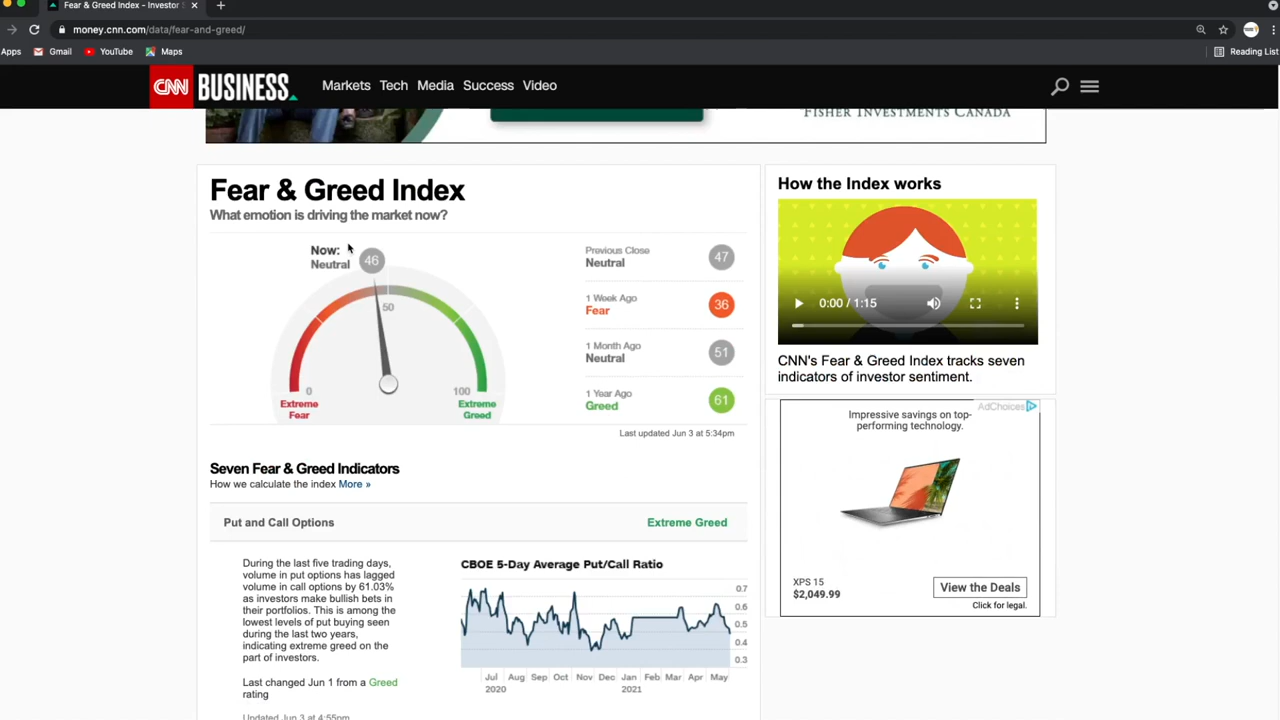 Fear & Greed Index - Investor
money.cnn.com/data/fear-and-greed/
Apps Gmail YouTube Maps Reading List
CNN BUSINESS Markets Tech Media Success Video
FISHER INVESTMENTS CANADA
Fear & Greed Index
What emotion is driving the market now?
Now:
Neutral
46
50
0
100
Extreme
Fear
Extreme
Greed
Previous Close
Neutral
47
1 Week Ago
Fear
36
1 Month Ago
Neutral
51
1 Year Ago
Greed
61
Last updated Jun 3 at 5:34pm
Seven Fear & Greed Indicators
How we calculate the index More »
Put and Call Options Extreme Greed
During the last five trading days,
volume in put options has lagged
volume in call options by 61.03%
as investors make bullish bets in
their portfolios. This is among the
lowest levels of put buying seen
during the last two years,
indicating extreme greed on the
part of investors.
Last changed Jun 1 from a Greed
rating
Updated Jun 3 at 4:55pm
CBOE 5-Day Average Put/Call Ratio
0.7
0.6
0.5
0.4
0.3
Jul Aug Sep Oct Nov Dec Jan Feb Mar Apr May
2020 2021
How the Index works
0:00 / 1:15
CNN's Fear & Greed Index tracks seven
indicators of investor sentiment.
AdChoices
Impressive savings on top-
performing technology.
XPS 15
$2,049.99
View the Deals
Click for legal.